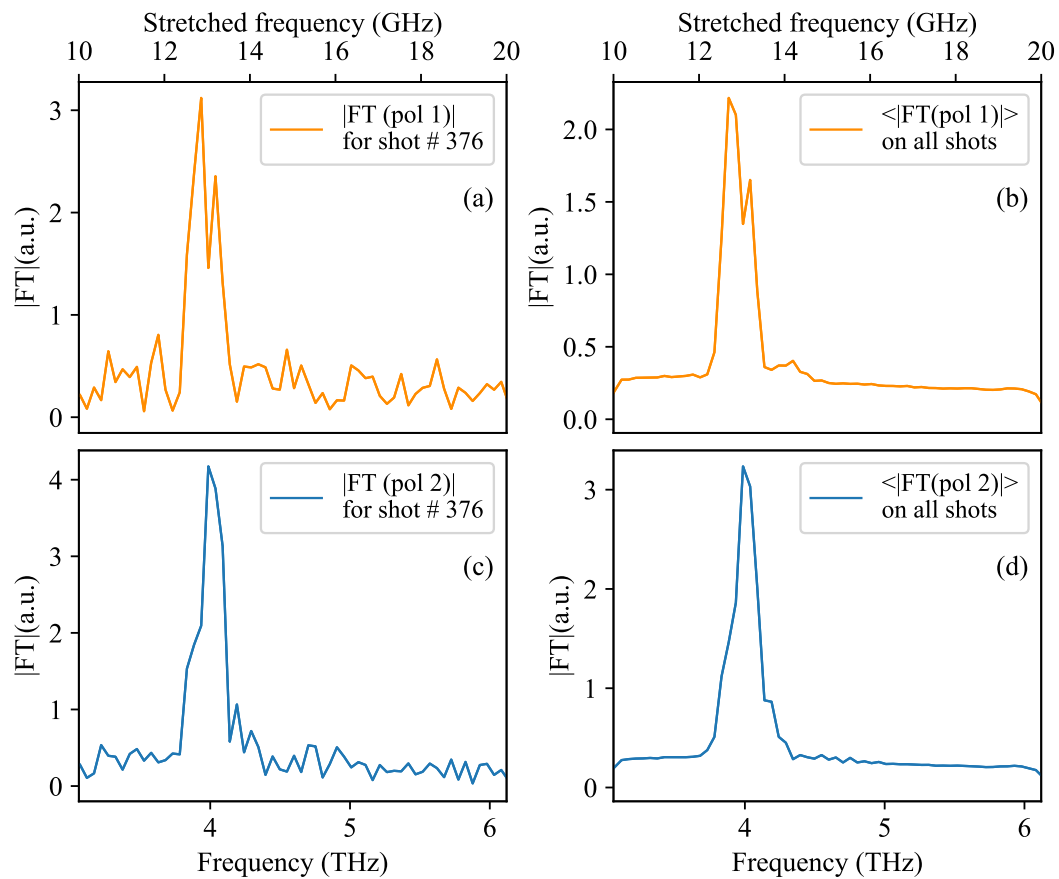 Stretched frequency (GHz)
10 12 14 16 18 20
|FT (pol 1)|
for shot # 376
(a)
|FT|(a.u.)
3
2
1
0
Stretched frequency (GHz)
10 12 14 16 18 20
<|FT(pol 1)|>
on all shots
(b)
|FT|(a.u.)
2.0
1.5
1.0
0.5
0.0
|FT (pol 2)|
for shot # 376
(c)
|FT|(a.u.)
4
3
2
1
0
4 5 6
Frequency (THz)
<|FT(pol 2)|>
on all shots
(d)
|FT|(a.u.)
3
2
1
0
4 5 6
Frequency (THz)